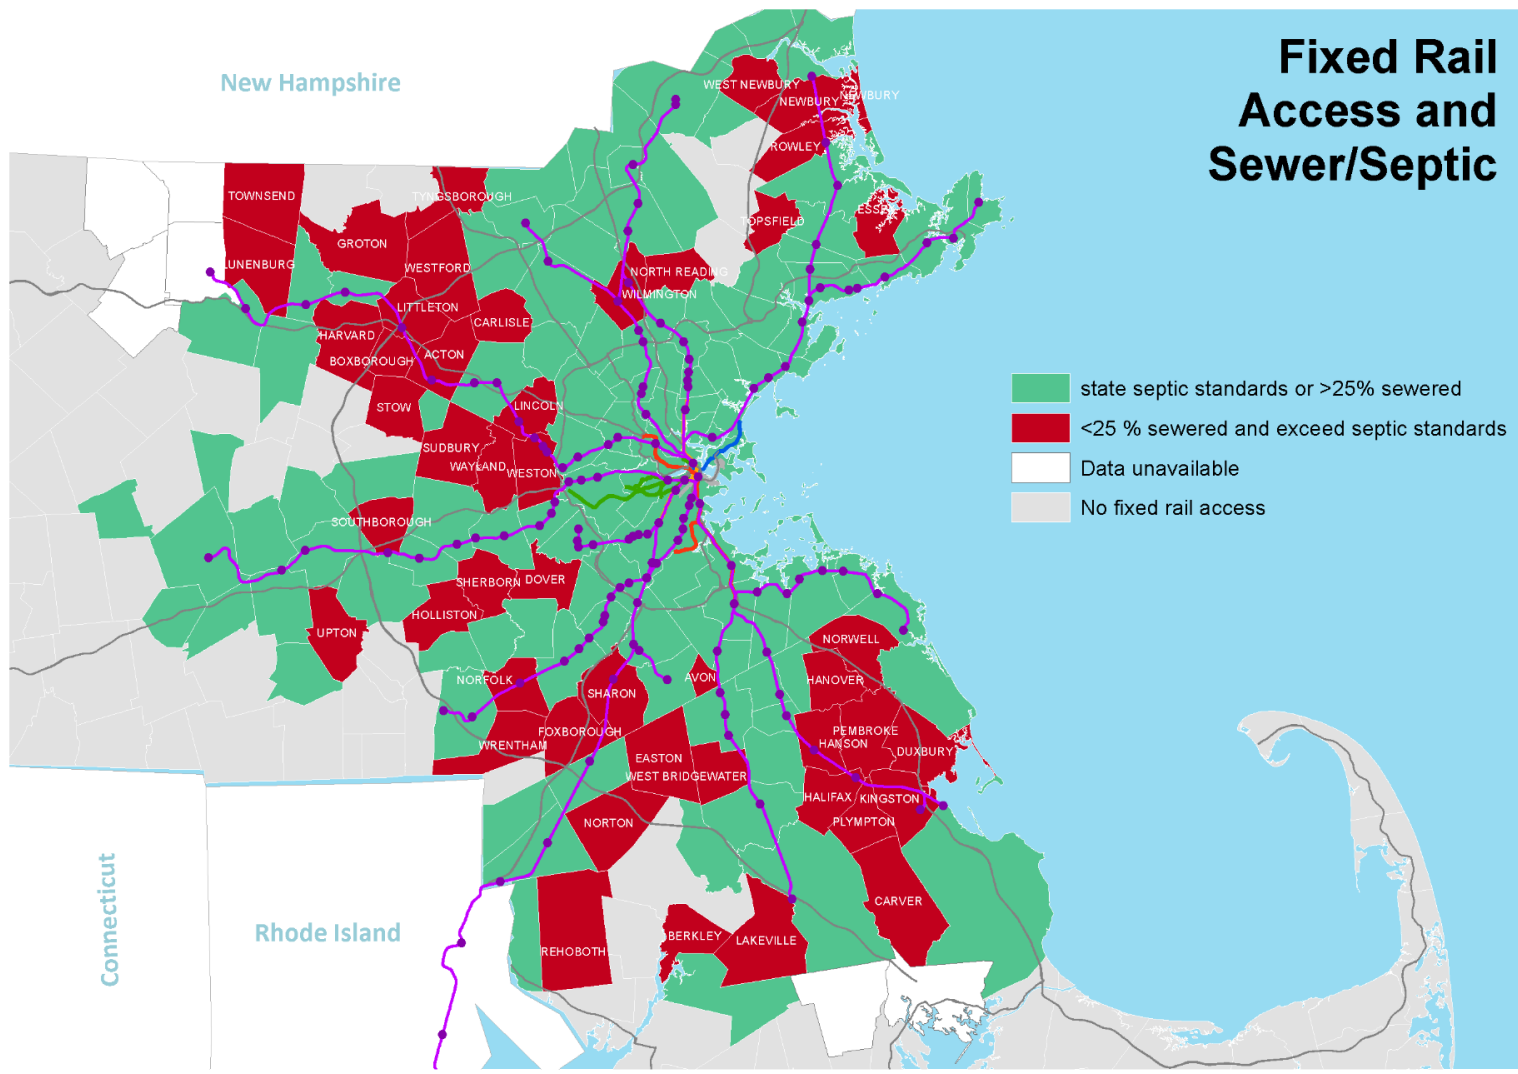 Fixed Rail
Access and
Sewer/Septic
New Hampshire
WEST NEWBURY
NEWBURY
NEWBURY
ROWLEY
TOWNSEND
TYNGSBOROUGH
TOPSFIELD
ESSEX
GROTON
LUNENBURG
WESTFORD
NORTH READING
WILMINGTON
LITTLETON
CARLISLE
HARVARD
BOXBOROUGH
ACTON
STOW
LINCOLN
SUDBURY
WAYLAND
WESTON
SOUTHBOROUGH
SHERBORN
DOVER
HOLLISTON
UPTON
NORWELL
NORFOLK
SHARON
AVON
HANOVER
WRENTHAM
FOXBOROUGH
PEMBROKE
HANSON
DUXBURY
EASTON
WEST BRIDGEWATER
HALIFAX
KINGSTON
NORTON
PLYMPTON
CARVER
REHOBOTH
BERKLEY
LAKEVILLE
Connecticut
Rhode Island
state septic standards or >25% sewered
<25 % sewered and exceed septic standards
Data unavailable
No fixed rail access